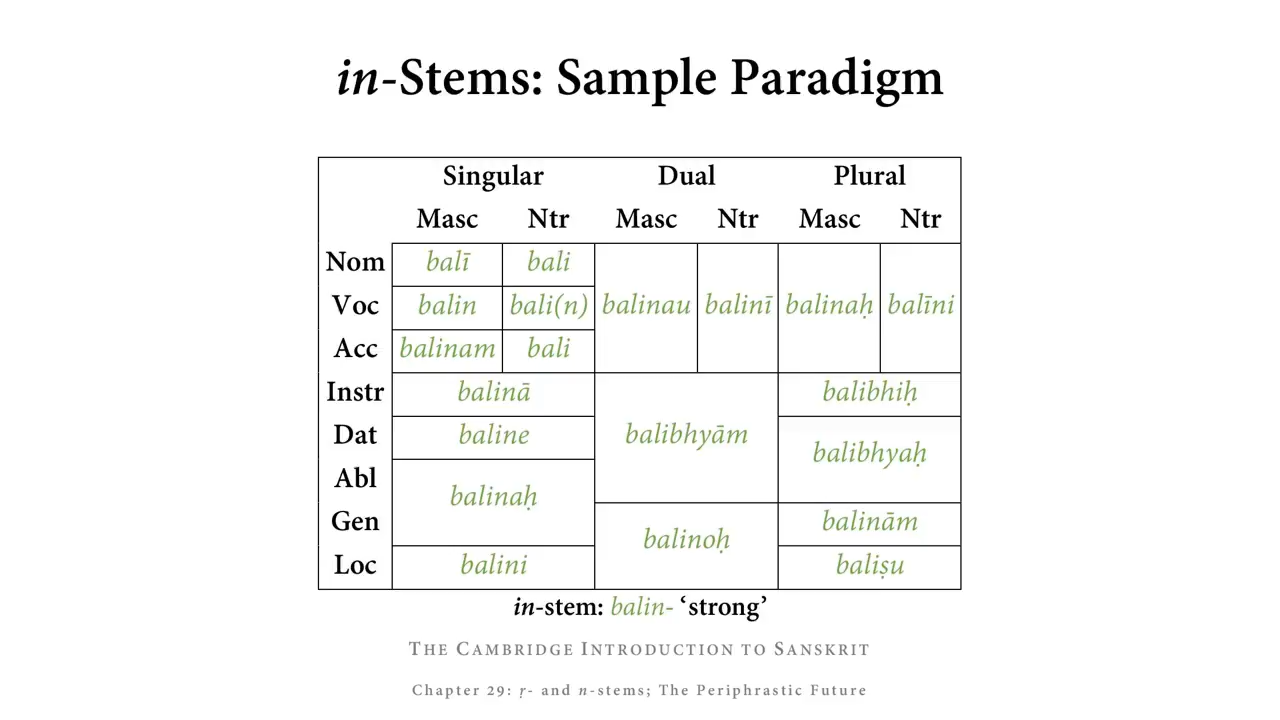 in-Stems: Sample Paradigm
Singular Dual Plural
Masc Ntr Masc Ntr Masc Ntr
Nom balī bali
Voc balin bali(n) balinau balinī balinaḥ balīni
Acc balinam bali
Instr balinā balibhiḥ
Dat baline balibhyām
balibhyaḥ
Abl
balinaḥ
Gen balinām
balinoḥ
Loc balini baliṣu
in-stem: balin- ‘strong’
The Cambridge Introduction to Sanskrit
Chapter 29: ṛ- and n-stems; The Periphrastic Future